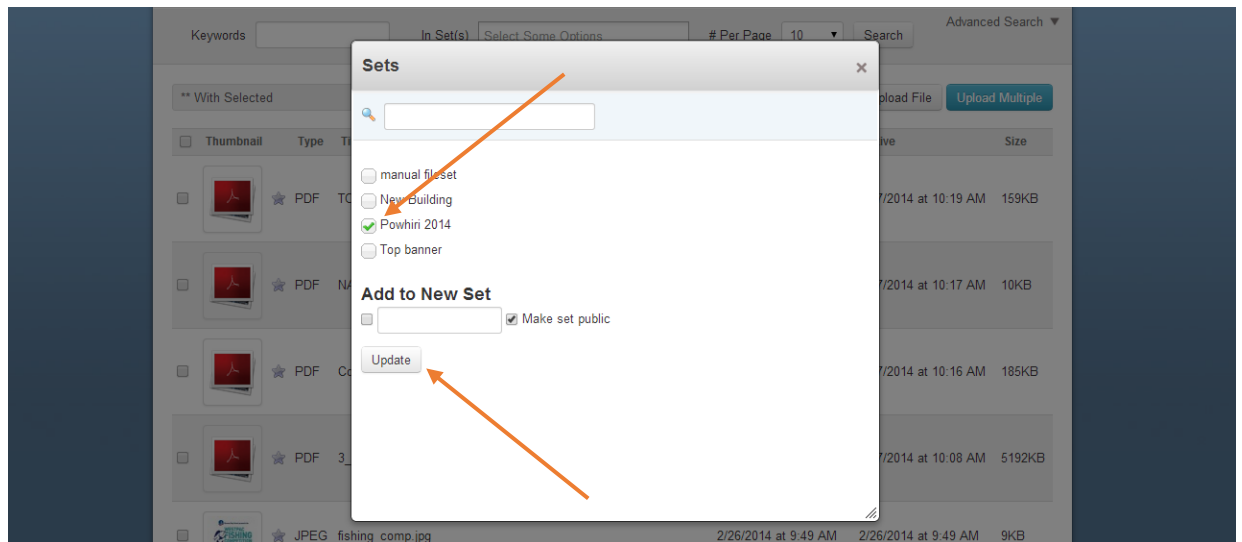 Advanced Search ▼
Keywords In Set(s) Select Some Options # Per Page 10 Search
Sets ×
** With Selected Upload File Upload Multiple
Thumbnail Type Size
manual fileset
PDF 7/2014 at 10:19 AM 159KB
New Building
Powhiri 2014
Top banner
PDF 7/2014 at 10:17 AM 10KB
Add to New Set
Make set public
Update
PDF 7/2014 at 10:16 AM 185KB
PDF 3_ 7/2014 at 10:08 AM 5192KB
JPEG fishing_comp.jpg 2/26/2014 at 9:49 AM 2/26/2014 at 9:49 AM 9KB